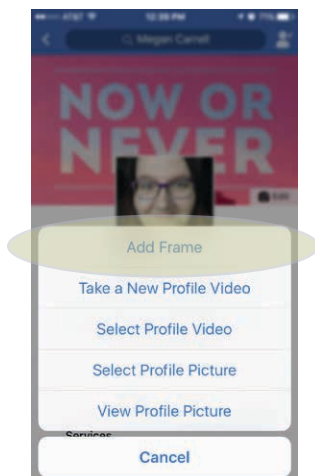 AT&T 12:38 PM
Megan Carrell
NOW OR
NEVER
Edit
Add Frame
Take a New Profile Video
Select Profile Video
Select Profile Picture
View Profile Picture
Services
Cancel